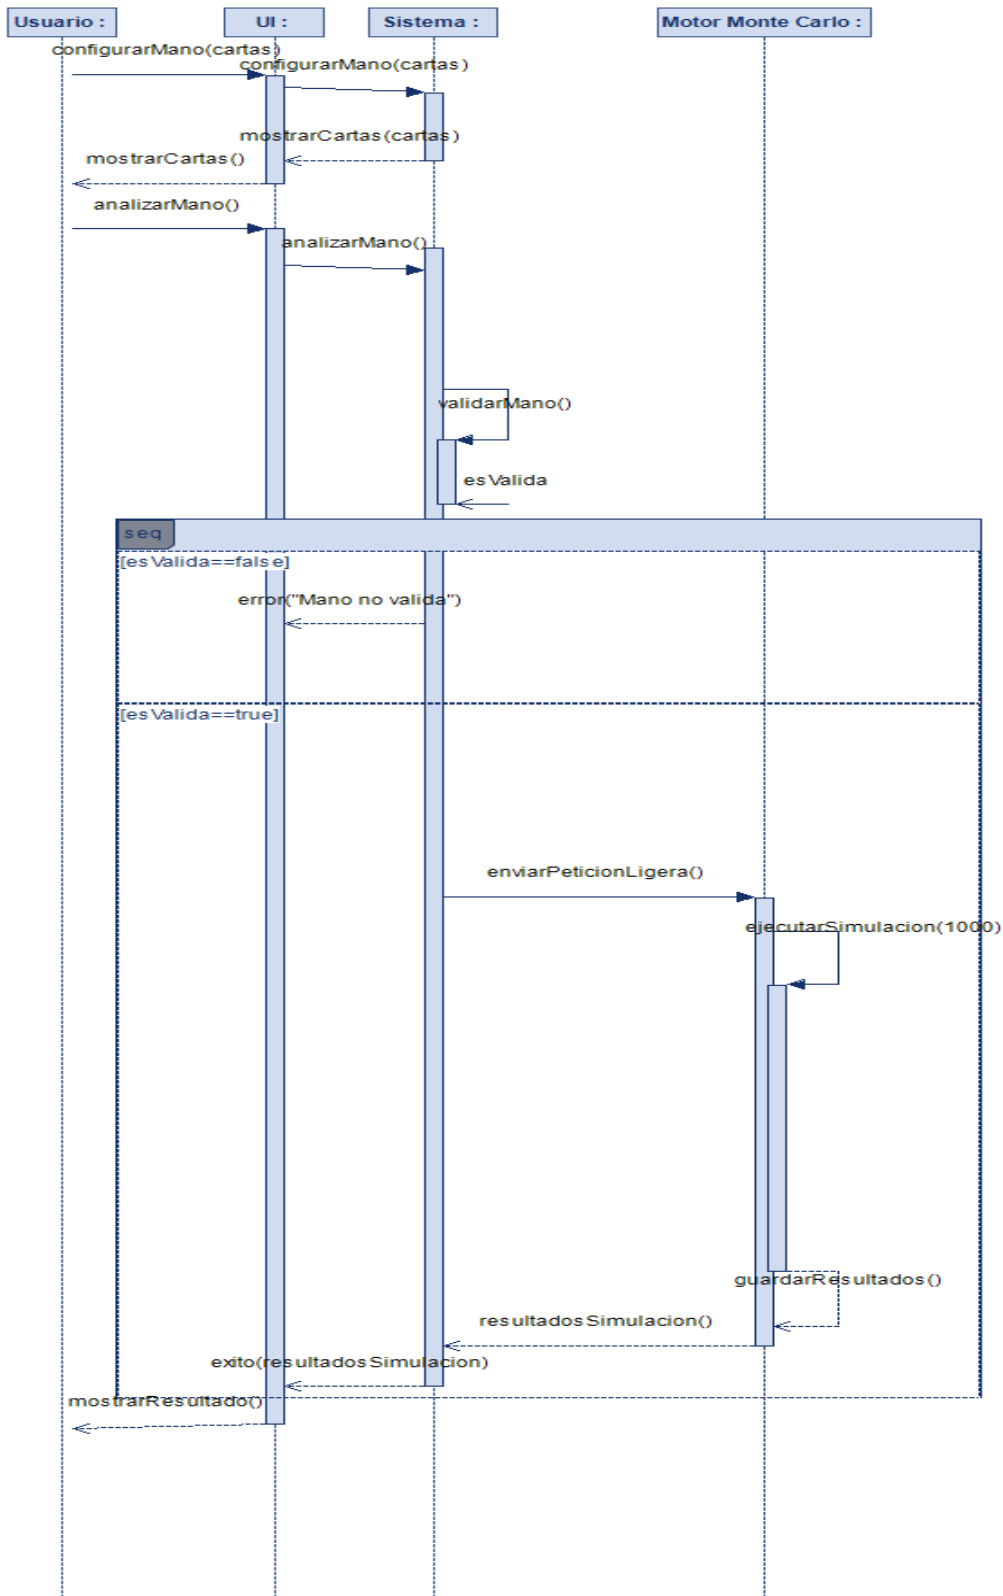 Usuario :
UI :
Sistema :
Motor Monte Carlo :
configurarMano(cartas)
configurarMano(cartas)
mostrarCartas(cartas)
mostrarCartas()
analizarMano()
analizarMano()
validarMano()
esValida
seq
[esValida==false]
error("Mano no valida")
[esValida==true]
enviarPeticionLigera()
ejecutarSimulacion(1000)
guardarResultados()
resultadosSimulacion()
exito(resultadosSimulacion)
mostrarResultado()